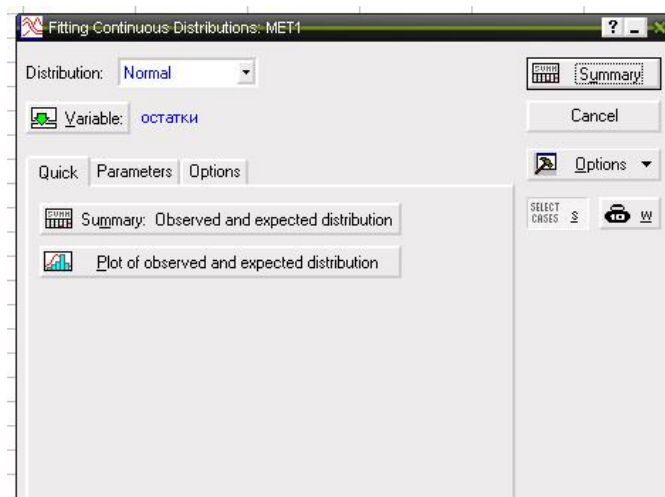 Fitting Continuous Distributions: MET1
? _ X
Distribution: Normal
Summary
Variable: остатки
Cancel
Quick Parameters Options
Options
Summary: Observed and expected distribution
SELECT CASES S W
Plot of observed and expected distribution